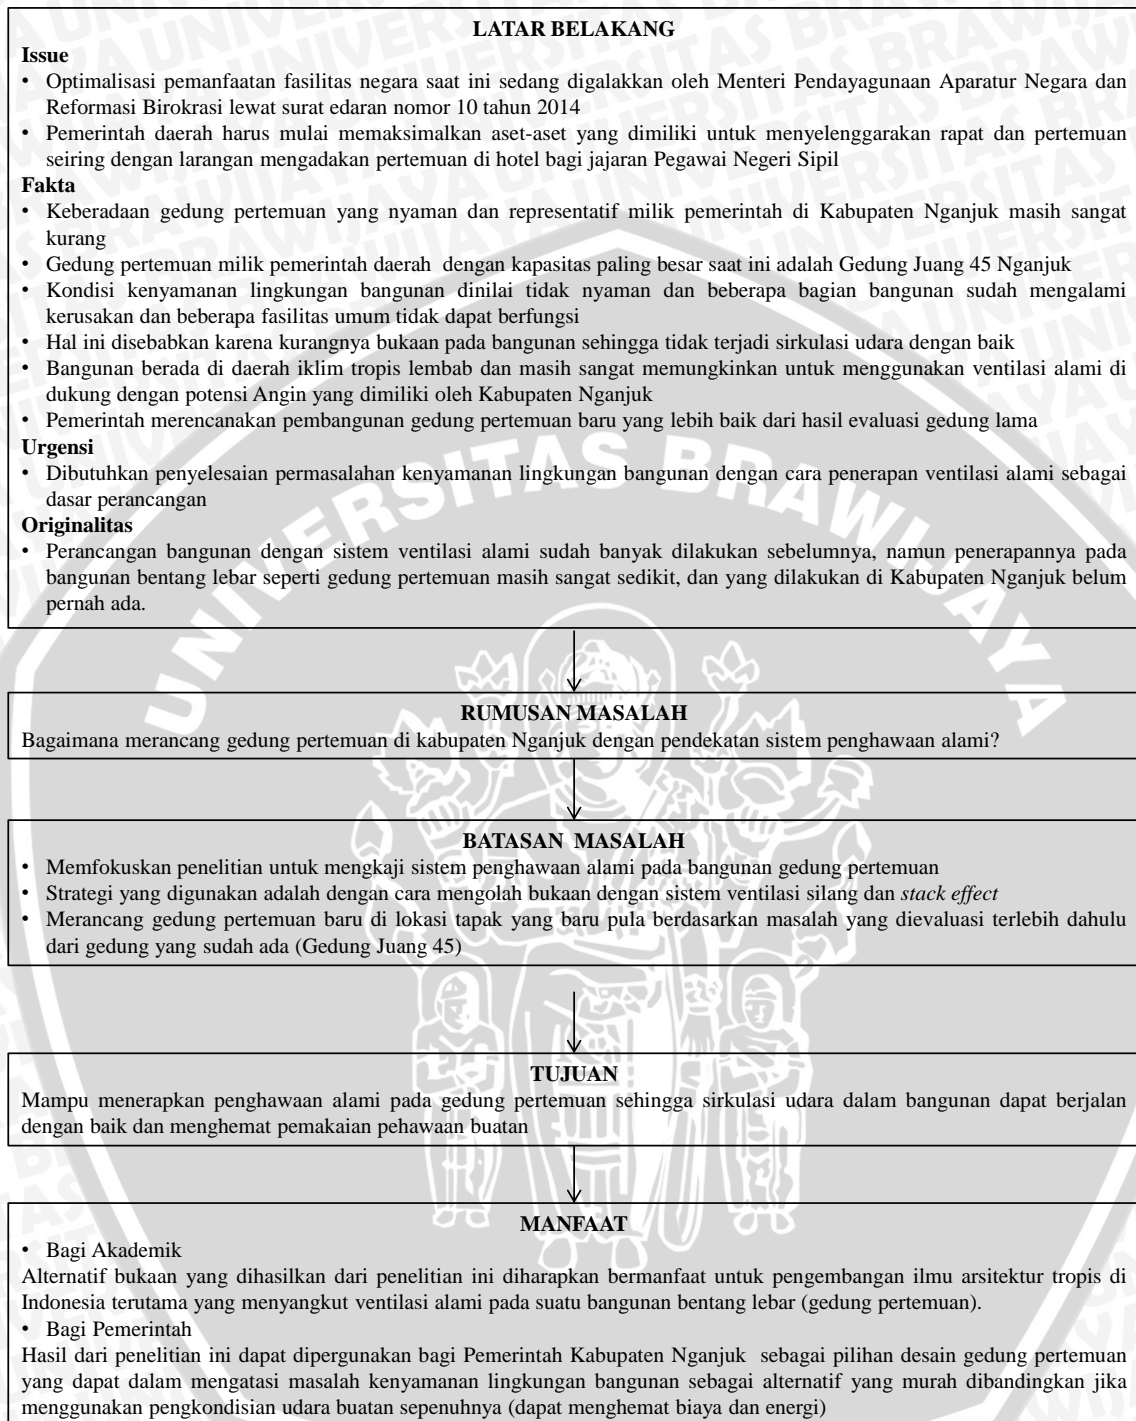 LATAR BELAKANG
Issue
• Optimalisasi pemanfaatan fasilitas negara saat ini sedang digalakkan oleh Menteri Pendayagunaan Aparatur Negara dan
Reformasi Birokrasi lewat surat edaran nomor 10 tahun 2014
• Pemerintah daerah harus mulai memaksimalkan aset-aset yang dimiliki untuk menyelenggarakan rapat dan pertemuan
seiring dengan larangan mengadakan pertemuan di hotel bagi jajaran Pegawai Negeri Sipil
Fakta
• Keberadaan gedung pertemuan yang nyaman dan representatif milik pemerintah di Kabupaten Nganjuk masih sangat
kurang
• Gedung pertemuan milik pemerintah daerah dengan kapasitas paling besar saat ini adalah Gedung Juang 45 Nganjuk
• Kondisi kenyamanan lingkungan bangunan dinilai tidak nyaman dan beberapa bagian bangunan sudah mengalami
kerusakan dan beberapa fasilitas umum tidak dapat berfungsi
• Hal ini disebabkan karena kurangnya bukaan pada bangunan sehingga tidak terjadi sirkulasi udara dengan baik
• Bangunan berada di daerah iklim tropis lembab dan masih sangat memungkinkan untuk menggunakan ventilasi alami di
dukung dengan potensi Angin yang dimiliki oleh Kabupaten Nganjuk
• Pemerintah merencanakan pembangunan gedung pertemuan baru yang lebih baik dari hasil evaluasi gedung lama
Urgensi
• Dibutuhkan penyelesaian permasalahan kenyamanan lingkungan bangunan dengan cara penerapan ventilasi alami sebagai
dasar perancangan
Originalitas
• Perancangan bangunan dengan sistem ventilasi alami sudah banyak dilakukan sebelumnya, namun penerapannya pada
bangunan bentang lebar seperti gedung pertemuan masih sangat sedikit, dan yang dilakukan di Kabupaten Nganjuk belum
pernah ada.
UNIVERSITAS BRAWIJAYA
RUMUSAN MASALAH
Bagaimana merancang gedung pertemuan di kabupaten Nganjuk dengan pendekatan sistem penghawaan alami?
BATASAN MASALAH
• Memfokuskan penelitian untuk mengkaji sistem penghawaan alami pada bangunan gedung pertemuan
• Strategi yang digunakan adalah dengan cara mengolah bukaan dengan sistem ventilasi silang dan stack effect
• Merancang gedung pertemuan baru di lokasi tapak yang baru pula berdasarkan masalah yang dievaluasi terlebih dahulu
dari gedung yang sudah ada (Gedung Juang 45)
TUJUAN
Mampu menerapkan penghawaan alami pada gedung pertemuan sehingga sirkulasi udara dalam bangunan dapat berjalan
dengan baik dan menghemat pemakaian pehawaan buatan
MANFAAT
• Bagi Akademik
Alternatif bukaan yang dihasilkan dari penelitian ini diharapkan bermanfaat untuk pengembangan ilmu arsitektur tropis di
Indonesia terutama yang menyangkut ventilasi alami pada suatu bangunan bentang lebar (gedung pertemuan).
• Bagi Pemerintah
Hasil dari penelitian ini dapat dipergunakan bagi Pemerintah Kabupaten Nganjuk sebagai pilihan desain gedung pertemuan
yang dapat dalam mengatasi masalah kenyamanan lingkungan bangunan sebagai alternatif yang murah dibandingkan jika
menggunakan pengkondisian udara buatan sepenuhnya (dapat menghemat biaya dan energi)